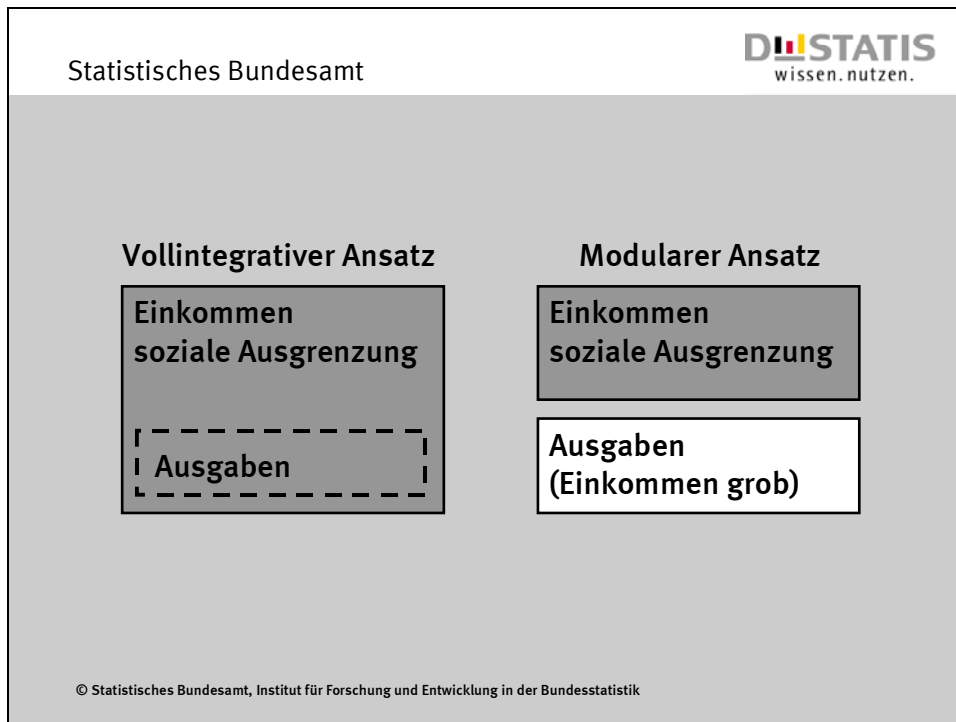 Statistisches Bundesamt
DESTATIS
wissen.nutzen.
Vollintegrativer Ansatz
Einkommen
soziale Ausgrenzung
Ausgaben
Modularer Ansatz
Einkommen
soziale Ausgrenzung
Ausgaben
(Einkommen grob)
© Statistisches Bundesamt, Institut für Forschung und Entwicklung in der Bundesstatistik